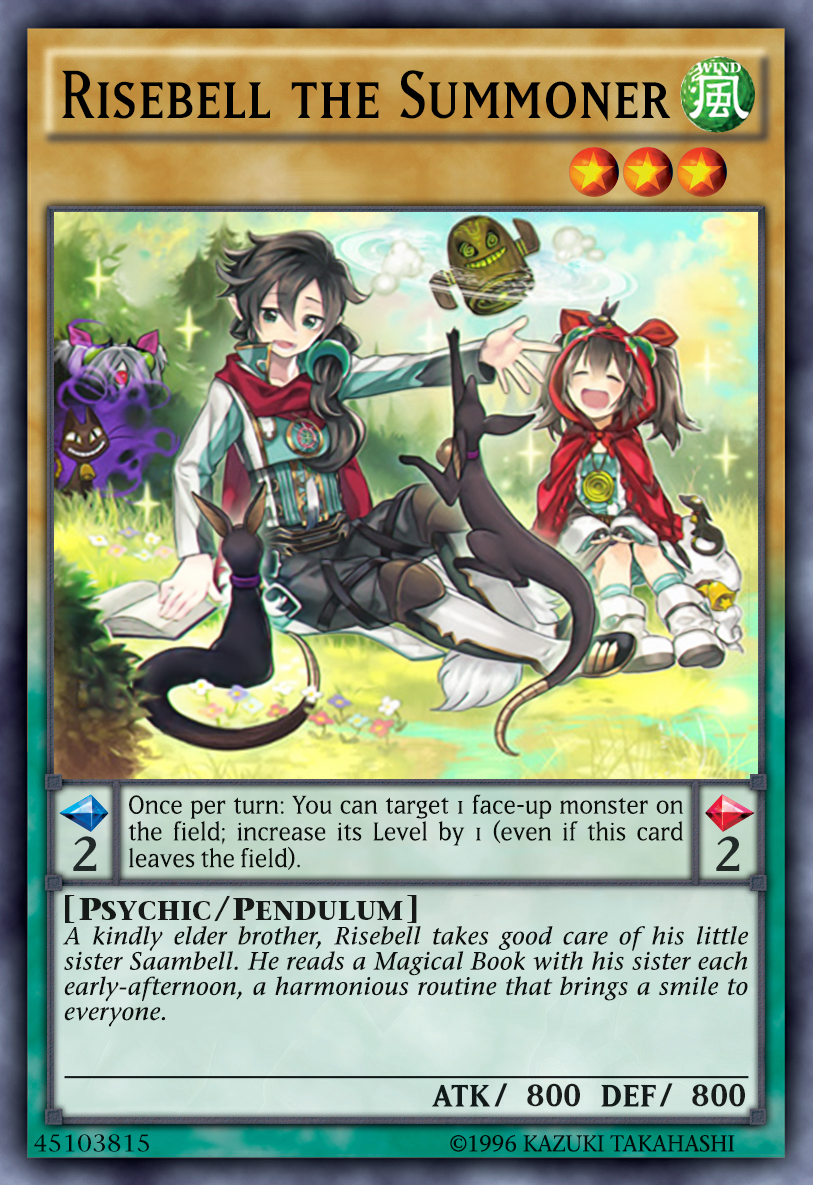 Risebell the Summoner
WIND
風
2
Once per turn: You can target 1 face-up monster on
the field; increase its Level by 1 (even if this card
leaves the field).
2
[Psychic/Pendulum]
A kindly elder brother, Risebell takes good care of his little
sister Saambell. He reads a Magical Book with his sister each
early-afternoon, a harmonious routine that brings a smile to
everyone.
ATK/ 800 DEF/ 800
45103815
©1996 KAZUKI TAKAHASHI